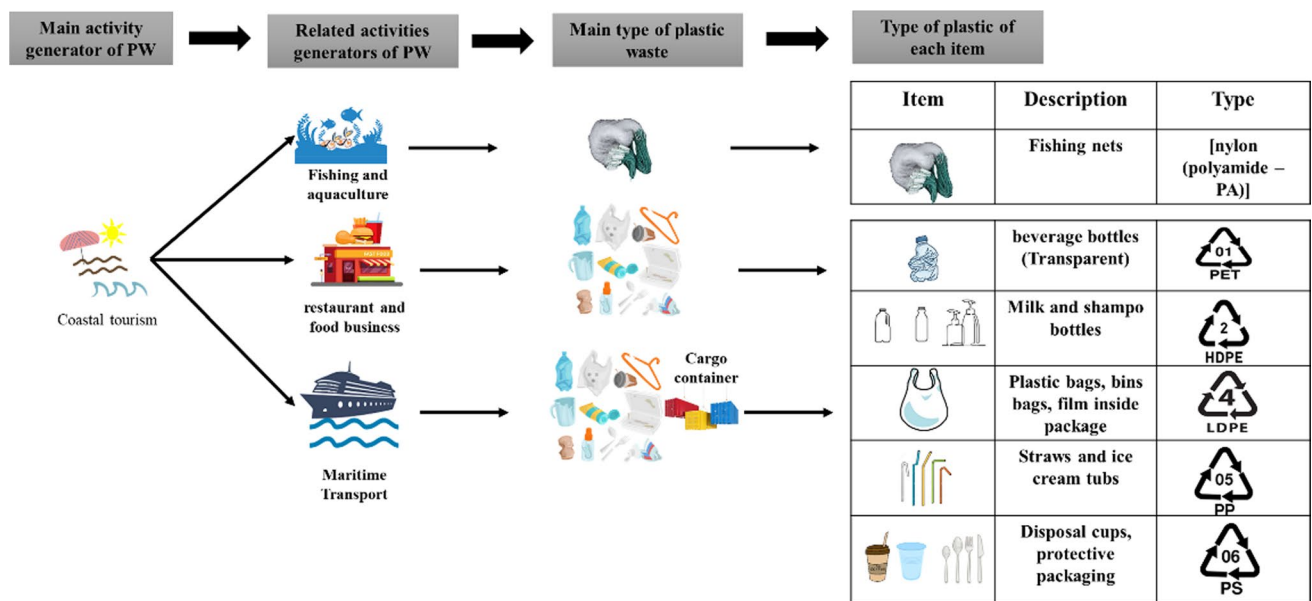 Main activity
generator of PW
Related activities
generators of PW
Main type of plastic
waste
Type of plastic of
each item
Fishing and
aquaculture
Coastal tourism
restaurant and
food business
Maritime
Transport
Cargo
container
Item
Description
Type
Fishing nets
[nylon
(polyamide –
PA)]
beverage bottles
(Transparent)
01
PET
Milk and shampo
bottles
2
HDPE
Plastic bags, bins
bags, film inside
package
4
LDPE
Straws and ice
cream tubs
05
PP
Disposal cups,
protective
packaging
06
PS